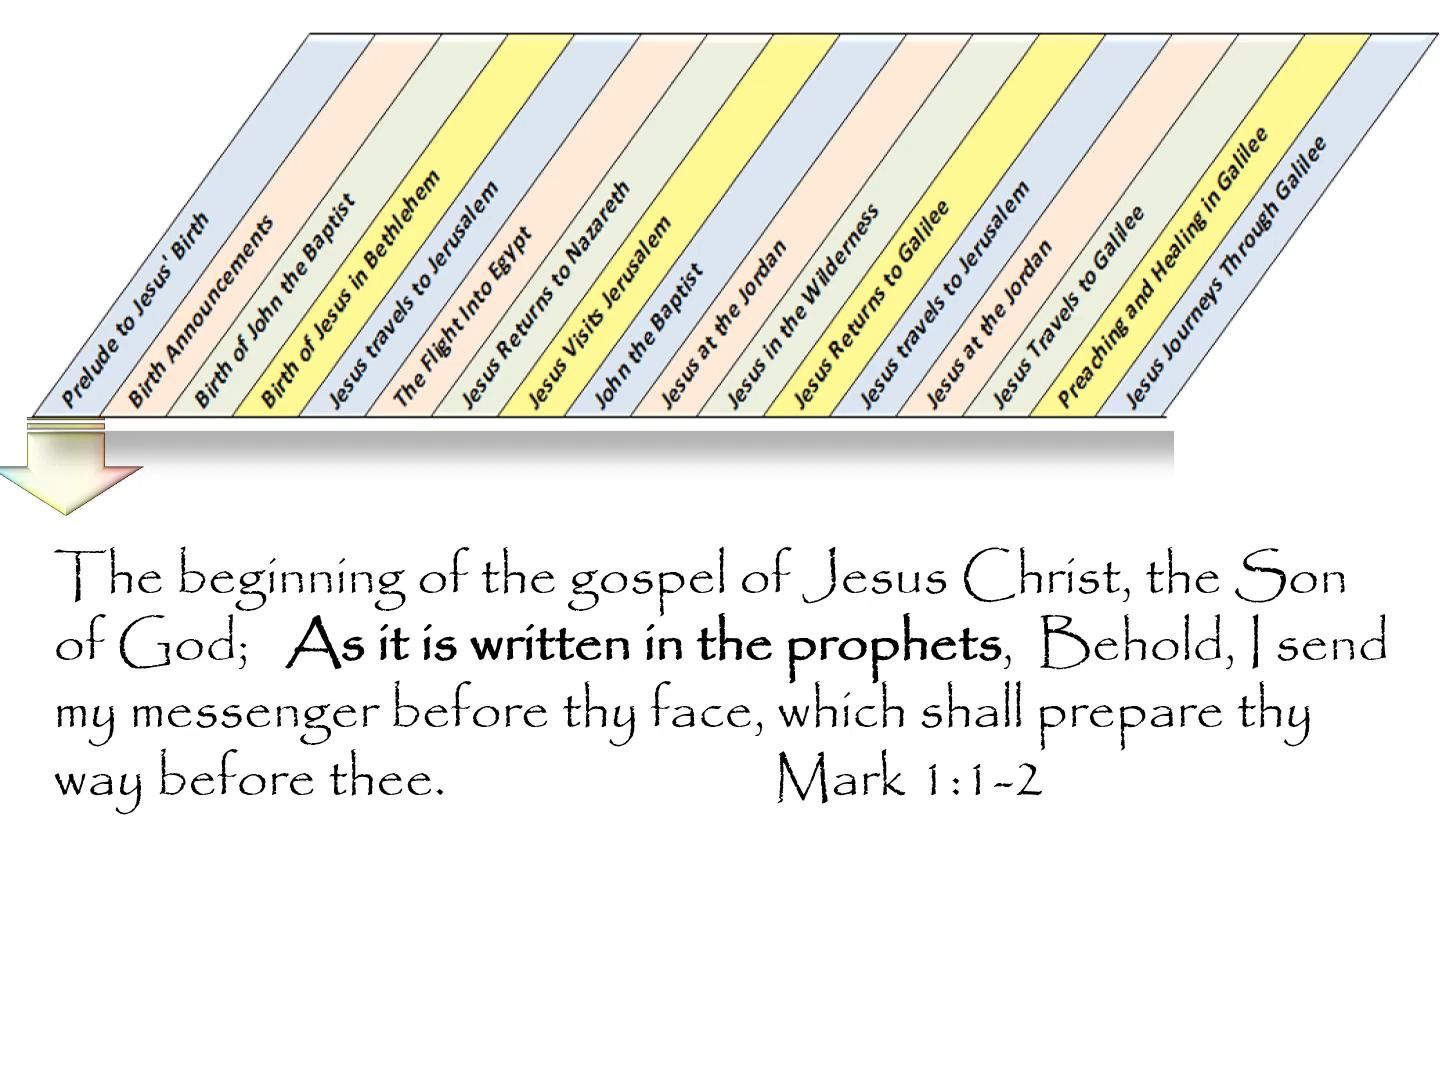 Prelude to Jesus' Birth
Birth Announcements
Birth of John the Baptist
Birth of Jesus in Bethlehem
Jesus travels to Jerusalem
The Flight Into Egypt
Jesus Returns to Nazareth
Jesus Visits Jerusalem
John the Baptist
Jesus at the Jordan
Jesus in the Wilderness
Jesus Returns to Galilee
Jesus travels to Jerusalem
Jesus at the Jordan
Jesus Travels to Galilee
Preaching and Healing in Galilee
Jesus Journeys Through Galilee
The beginning of the gospel of Jesus Christ, the Son
of God; As it is written in the prophets, Behold, I send
my messenger before thy face, which shall prepare thy
way before thee. Mark 1:1-2